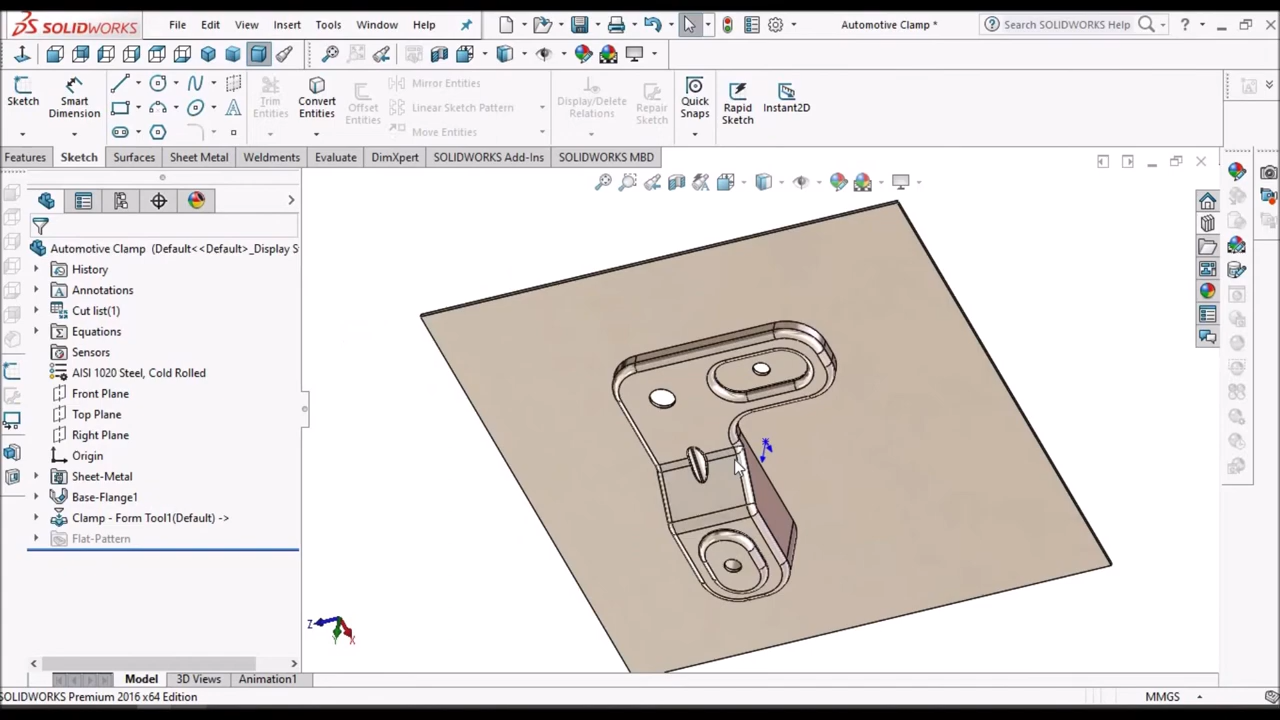 SOLIDWORKS File Edit View Insert Tools Window Help Automotive Clamp * Search SOLIDWORKS Help ?
Sketch Smart Dimension Trim Entities Convert Entities Offset Entities Mirror Entities Linear Sketch Pattern Move Entities Display/Delete Relations Repair Sketch Quick Snaps Rapid Sketch Instant2D
Features Sketch Surfaces Sheet Metal Weldments Evaluate DimXpert SOLIDWORKS Add-Ins SOLIDWORKS MBD
Automotive Clamp (Default<<Default>_Display S
History
Annotations
Cut list(1)
Equations
Sensors
AISI 1020 Steel, Cold Rolled
Front Plane
Top Plane
Right Plane
Origin
Sheet-Metal
Base-Flange1
Clamp - Form Tool1(Default) ->
Flat-Pattern
Z Y X
Model 3D Views Animation1
SOLIDWORKS Premium 2016 x64 Edition MMGS